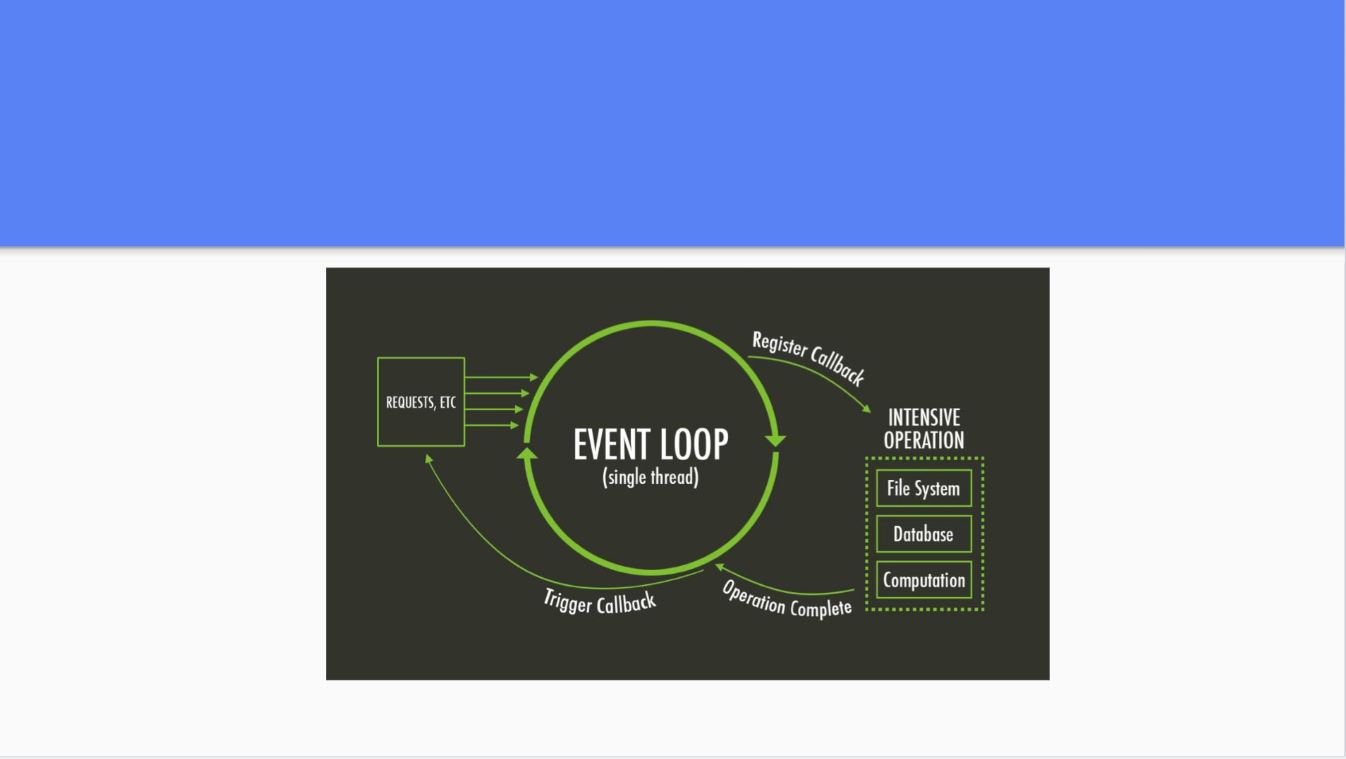 Register Callback
REQUESTS, ETC
EVENT LOOP
(single thread)
INTENSIVE
OPERATION
File System
Database
Computation
Operation Complete
Trigger Callback